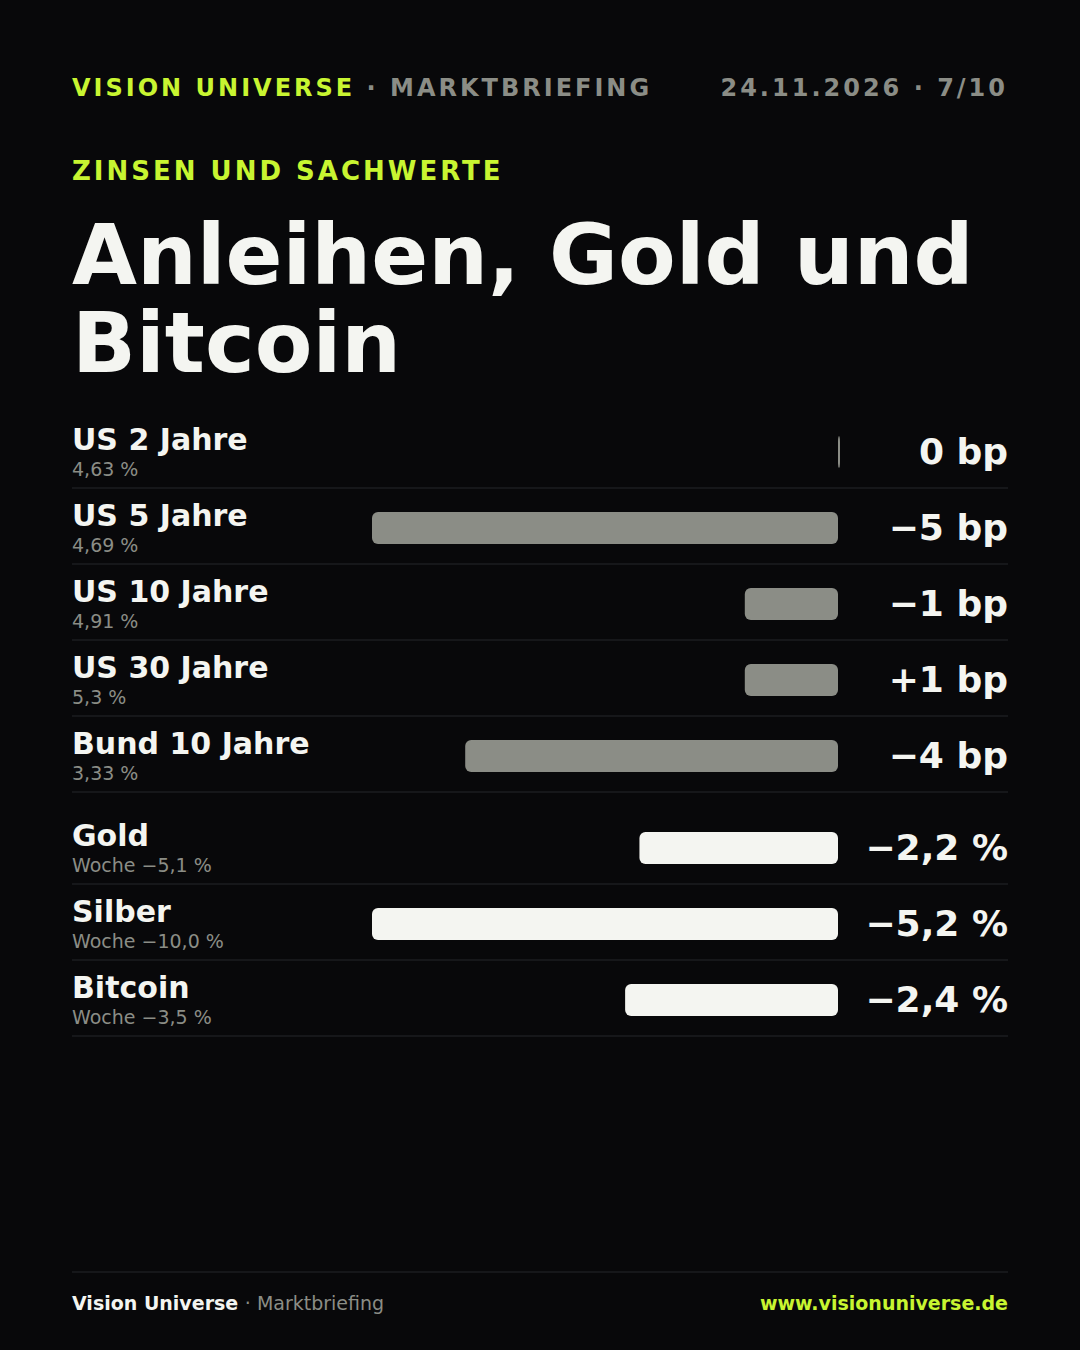 VISION UNIVERSE · MARKTBRIEFING 24.11.2026 · 7/10
ZINSEN UND SACHWERTE
Anleihen, Gold und
Bitcoin
US 2 Jahre 0 bp
4,63 %
US 5 Jahre −5 bp
4,69 %
US 10 Jahre −1 bp
4,91 %
US 30 Jahre +1 bp
5,3 %
Bund 10 Jahre −4 bp
3,33 %
Gold −2,2 %
Woche −5,1 %
Silber −5,2 %
Woche −10,0 %
Bitcoin −2,4 %
Woche −3,5 %
Vision Universe · Marktbriefing www.visionuniverse.de